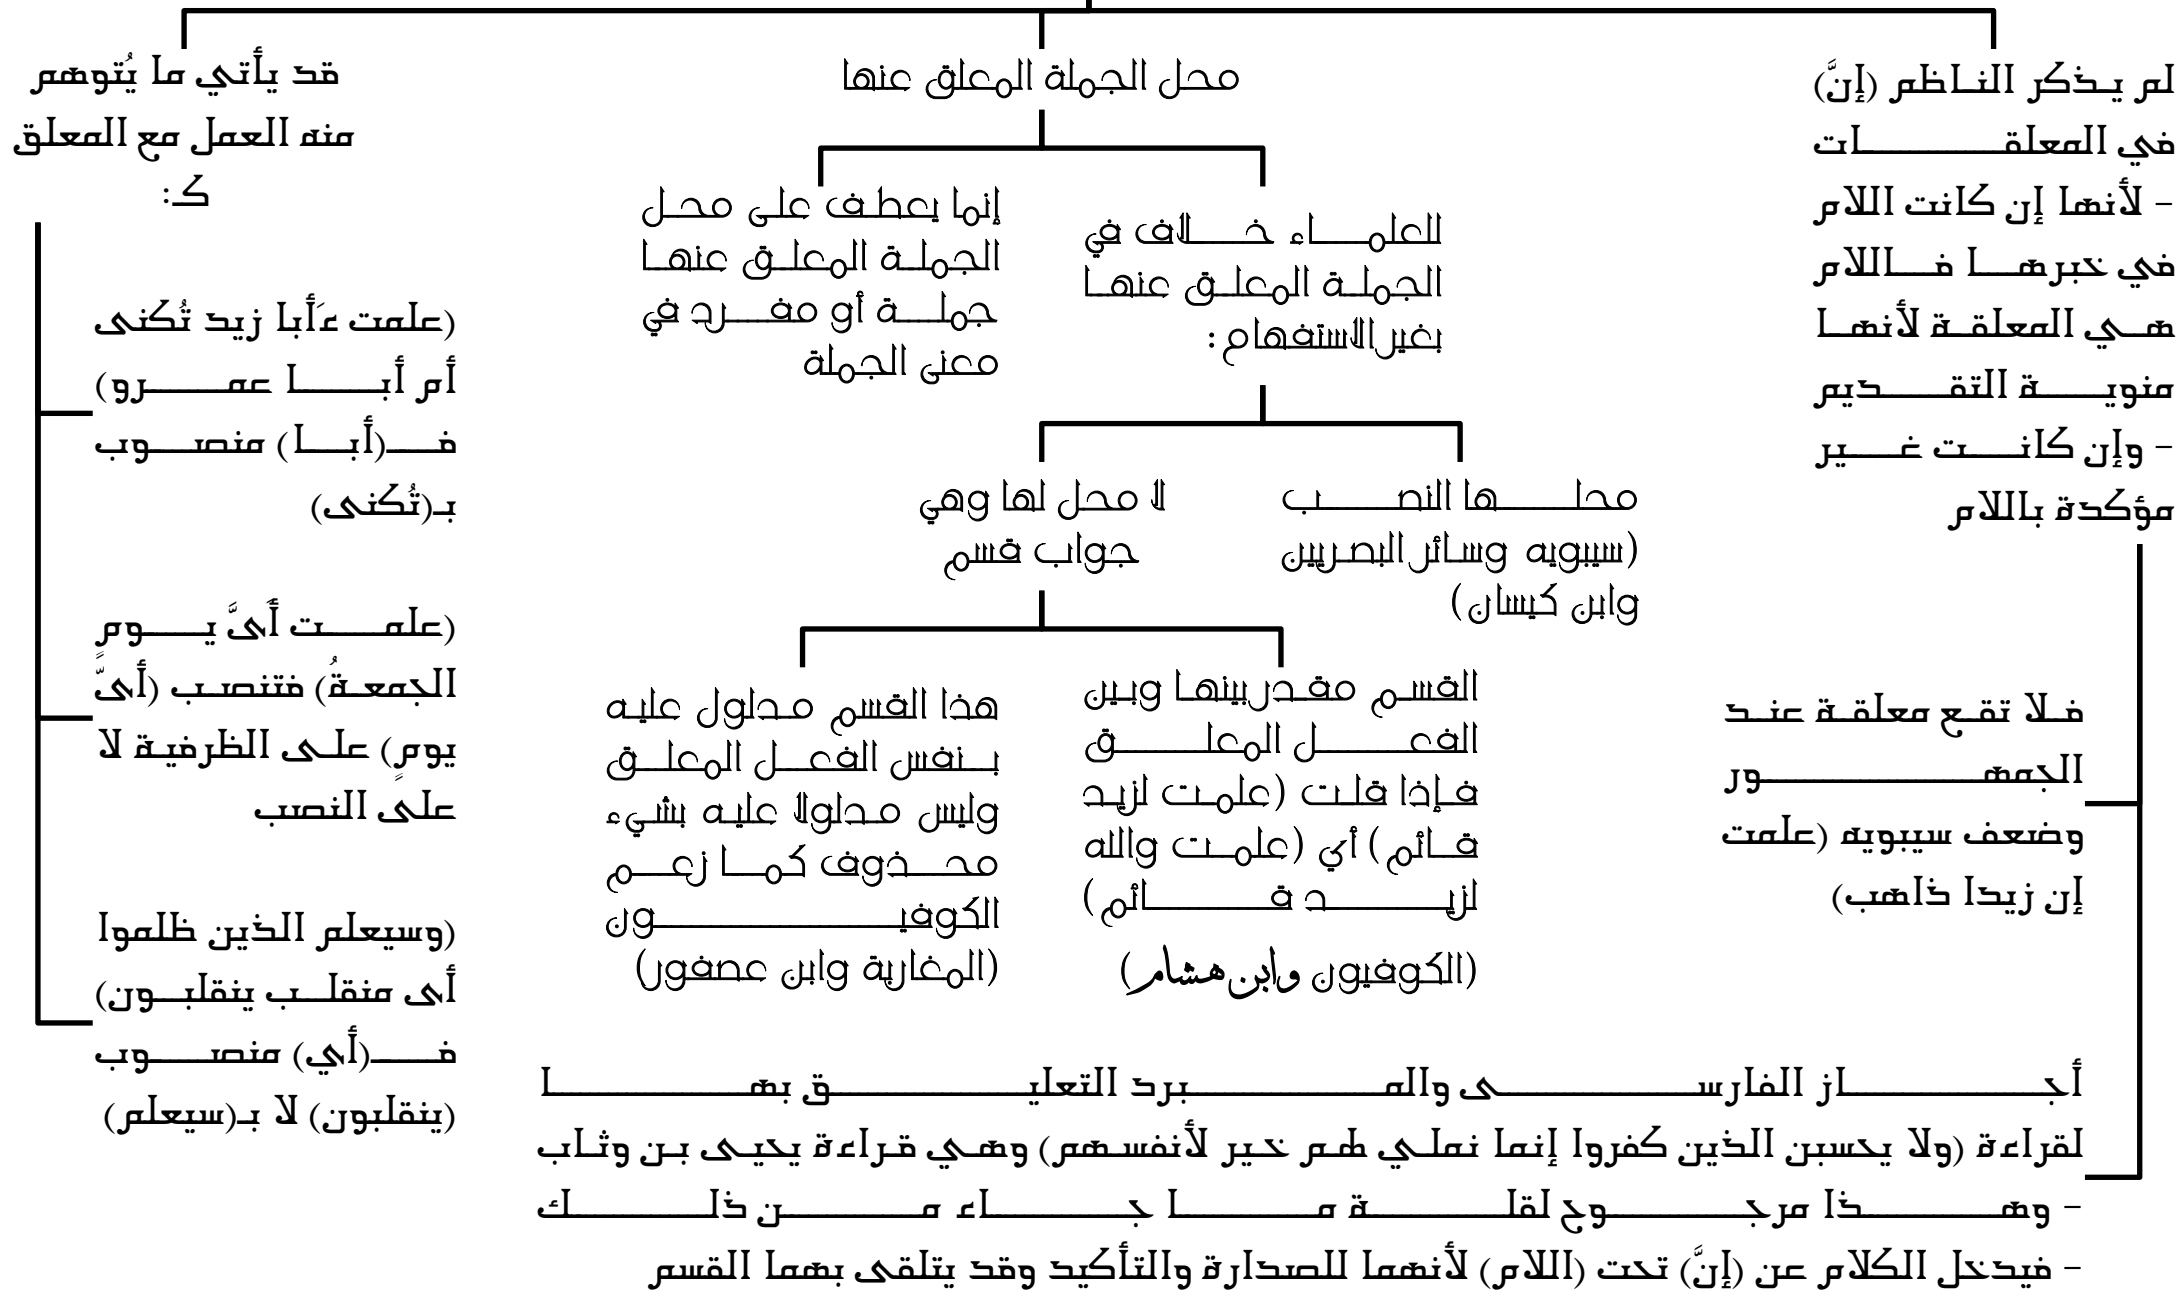 لم يذكر الناظم (إنَّ)
في المعلقات
- لأنها إن كانت اللام
في خبرها فاللام
هي المعلقة لأنها
منوية التقديم
- وإن كانت غير
مؤكدة باللام
فلا تقع معلقة عند
الجمهور
وضعف سيبويه (علمت
إن زيدا ذاهب)
أجاز الفارسى والمبرد التعليق بها
لقراءة (ولا يحسبن الذين كفروا إنما نملي لهم خير لأنفسهم) وهي قراءة يحيى بن وثاب
- وهذا مرجوح لقلة ما جاء من ذلك
- فيدخل الكلام عن (إنَّ) تحت (اللام) لأنهما للصدارة والتأكيد وقد يتلقى بهما القسم
محل الجملة المعلق عنها
للعلماء خلاف في
الجملة المعلق عنها
بغير الاستفهام:
محلها النصب
(سيبويه وسائر البصريين
وابن كيسان)
لا محل لها وهي
جواب قسم
القسم مقدر بينها وبين
الفعل المعلق
فإذا قلت (علمت لزيد
قائم) أي (علمت والله
لزيد قائم)
(الكوفيون وابن هشام)
هذا القسم مدلول عليه
بنفس الفعل المعلق
وليس مدلولا عليه بشيء
محذوف كما زعم
الكوفيون
(المغاربة وابن عصفور)
إنما يعطف على محل
الجملة المعلق عنها
جملة أو مفرد في
معنى الجملة
قد يأتي ما يُتوهم
منه العمل مع المعلق
كـ:
(علمت ءَأبا زيد تُكنى
أم أبا عمرو)
فـ(أبا) منصوب
بـ(تُكنى)
(علمت أىَّ يومٍ
الجمعةُ) فتنصب (أىَّ
يومٍ) على الظرفية لا
على النصب
(وسيعلم الذين ظلموا
أى منقلب ينقلبون)
فـ(أي) منصوب
(ينقلبون) لا بـ(سيعلم)